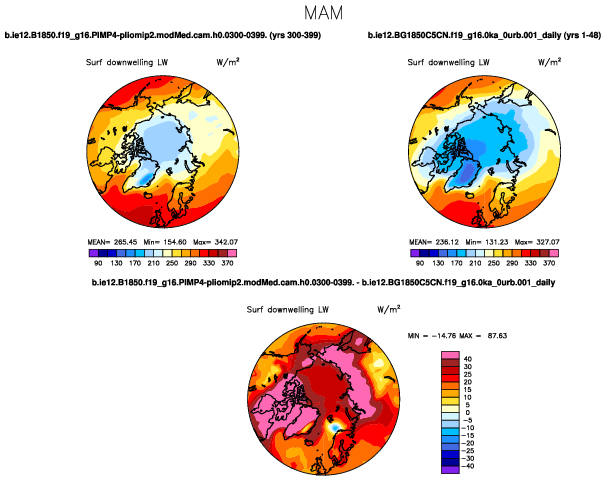 MAM
b.ie12.B1850.f19_g16.PIMP4-pliomip2.modMed.cam.h0.0300-0399. (yrs 300-399)
b.ie12.BG1850C5CN.f19_g16.0ka_0urb.001_daily (yrs 1-48)
Surf downwelling LW W/m²
Surf downwelling LW W/m²
MEAN= 265.45 Min= 154.60 Max= 342.07
MEAN= 236.12 Min= 131.23 Max= 327.07
90 130 170 210 250 290 330 370
90 130 170 210 250 290 330 370
b.ie12.B1850.f19_g16.PIMP4-pliomip2.modMed.cam.h0.0300-0399. - b.ie12.BG1850C5CN.f19_g16.0ka_0urb.001_daily
Surf downwelling LW W/m²
MIN = -14.76 MAX = 87.63
40
35
30
25
20
15
10
5
0
-5
-10
-15
-20
-25
-30
-35
-40